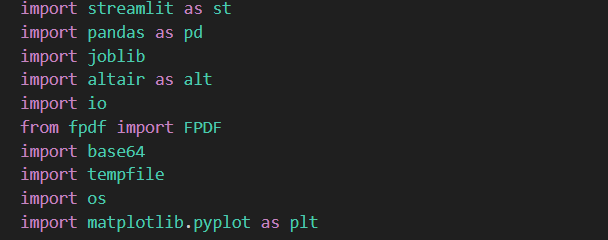 import streamlit as st
import pandas as pd
import joblib
import altair as alt
import io
from fpdf import FPDF
import base64
import tempfile
import os
import matplotlib.pyplot as plt